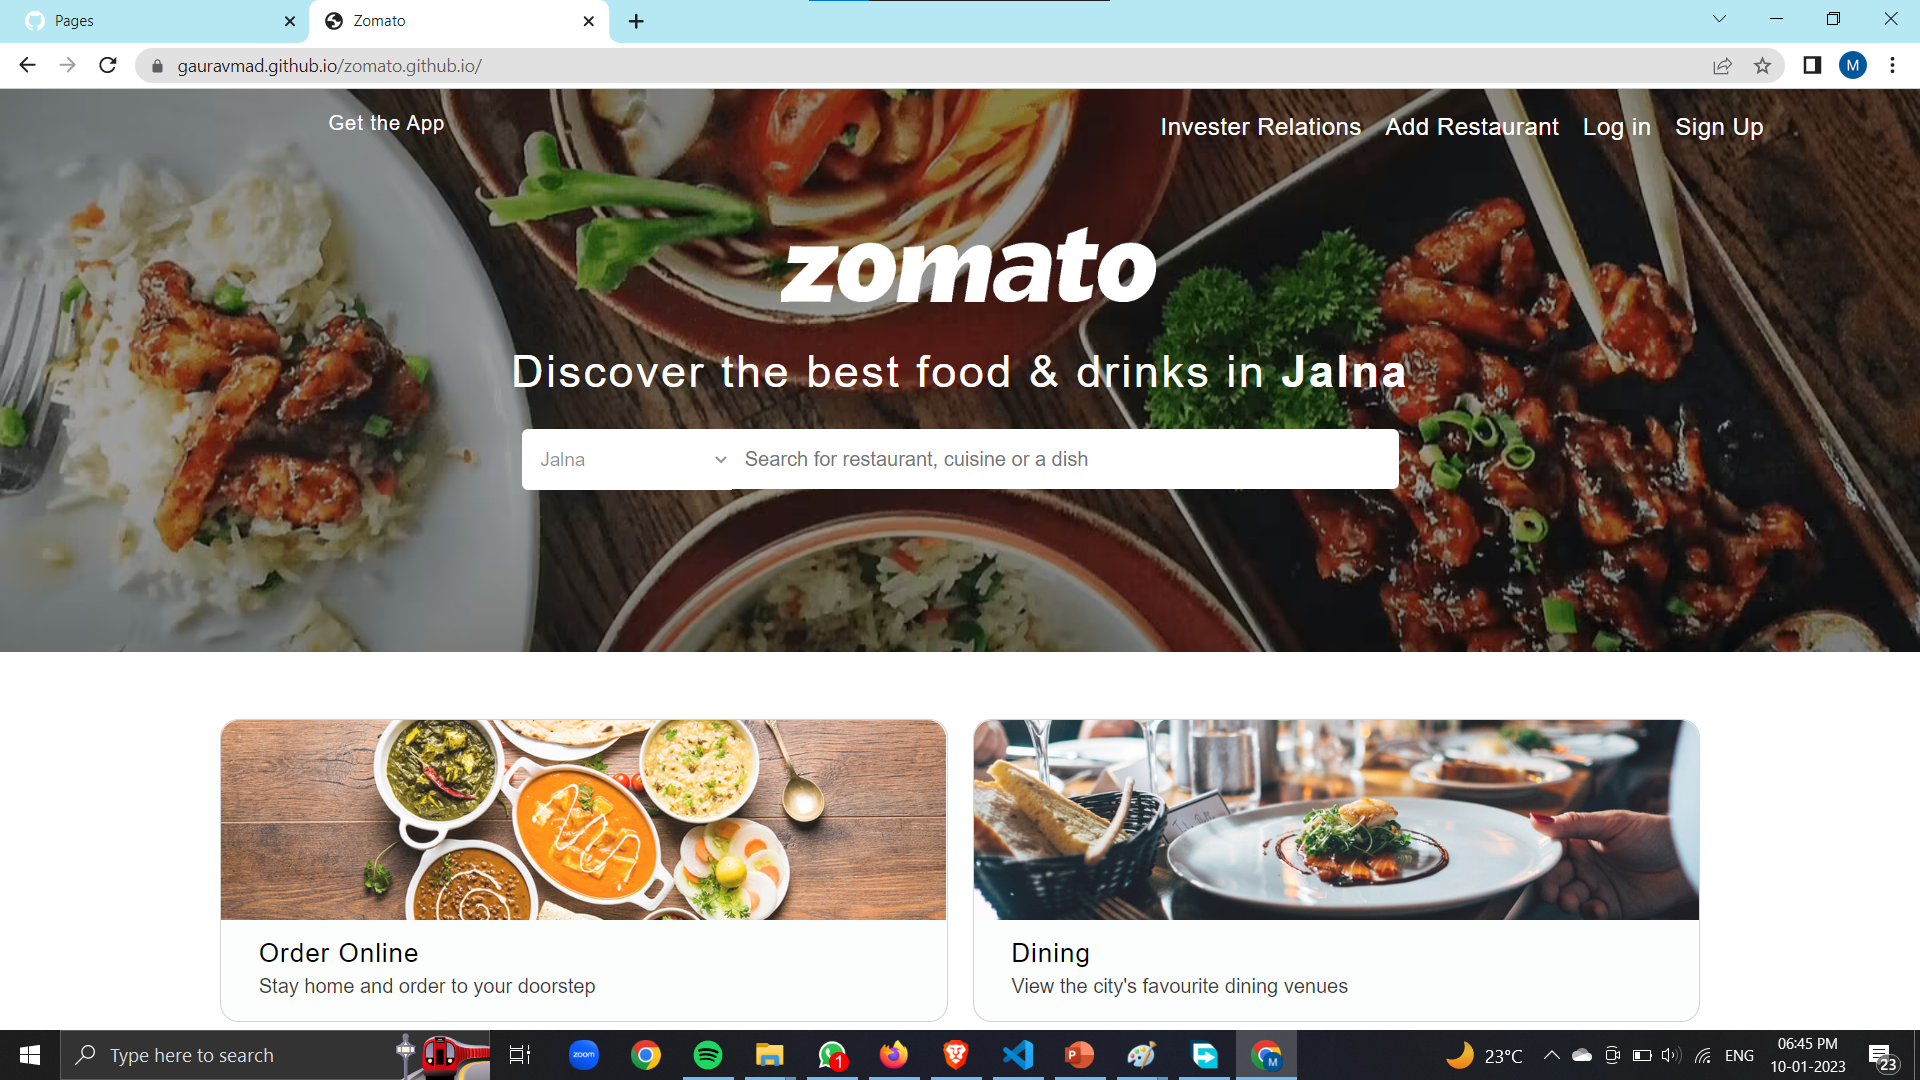 Pages
Zomato
gauravmad.github.io/zomato.github.io/
M
Get the App
Invester Relations Add Restaurant Log in Sign Up
zomato
Discover the best food & drinks in Jalna
Jalna
Search for restaurant, cuisine or a dish
Order Online
Stay home and order to your doorstep
Dining
View the city's favourite dining venues
Type here to search
zoom
1
P
M
23°C
ENG
06:45 PM
10-01-2023
23